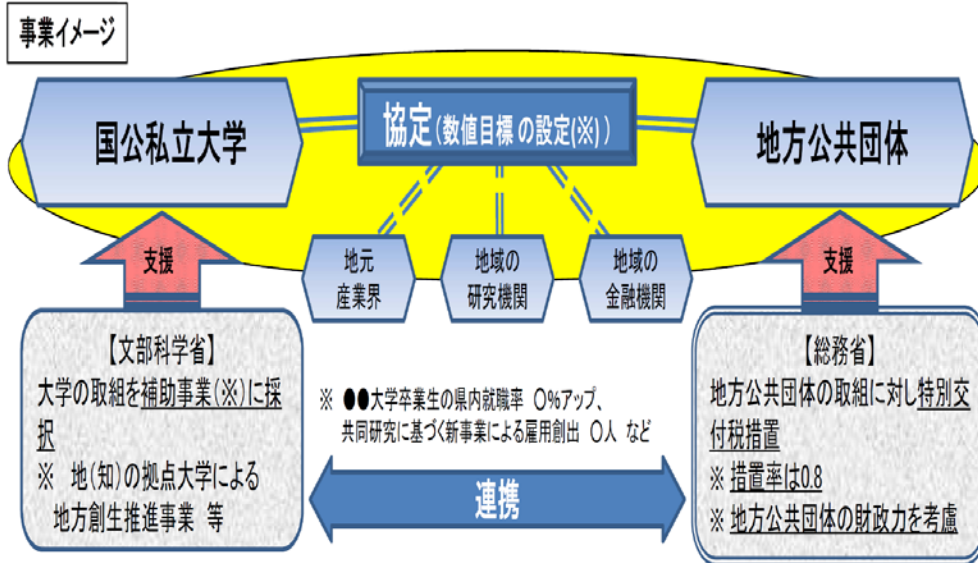 事業イメージ
国公私立大学
協定(数値目標の設定(※))
地方公共団体
支援
地元
産業界
地域の
研究機関
地域の
金融機関
支援
【文部科学省】
大学の取組を補助事業(※)に採
択
※ 地(知)の拠点大学による
地方創生推進事業 等
※ ●●大学卒業生の県内就職率 〇%アップ、
共同研究に基づく新事業による雇用創出 〇人 など
連携
【総務省】
地方公共団体の取組に対し特別交
付税措置
※ 措置率は0.8
※ 地方公共団体の財政力を考慮